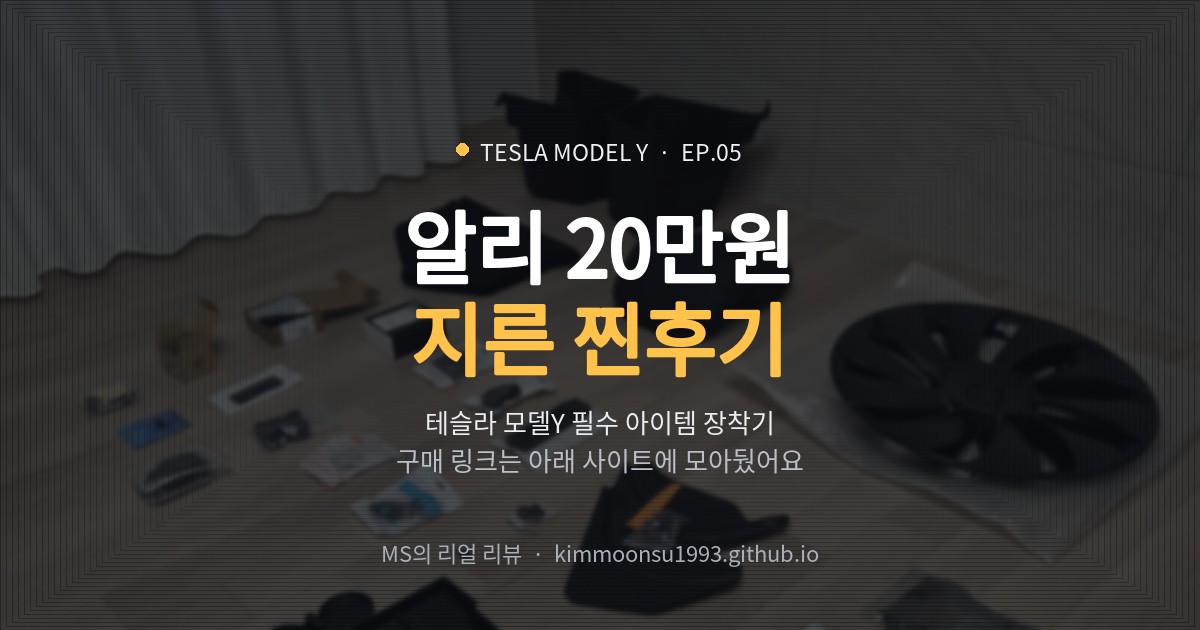 TESLA MODEL Y · EP.05
알리 20만원
지른 찐후기
테슬라 모델Y 필수 아이템 장착기
구매 링크는 아래 사이트에 모아뒀어요
MS의 리얼 리뷰 · kimmoonsu1993.github.io